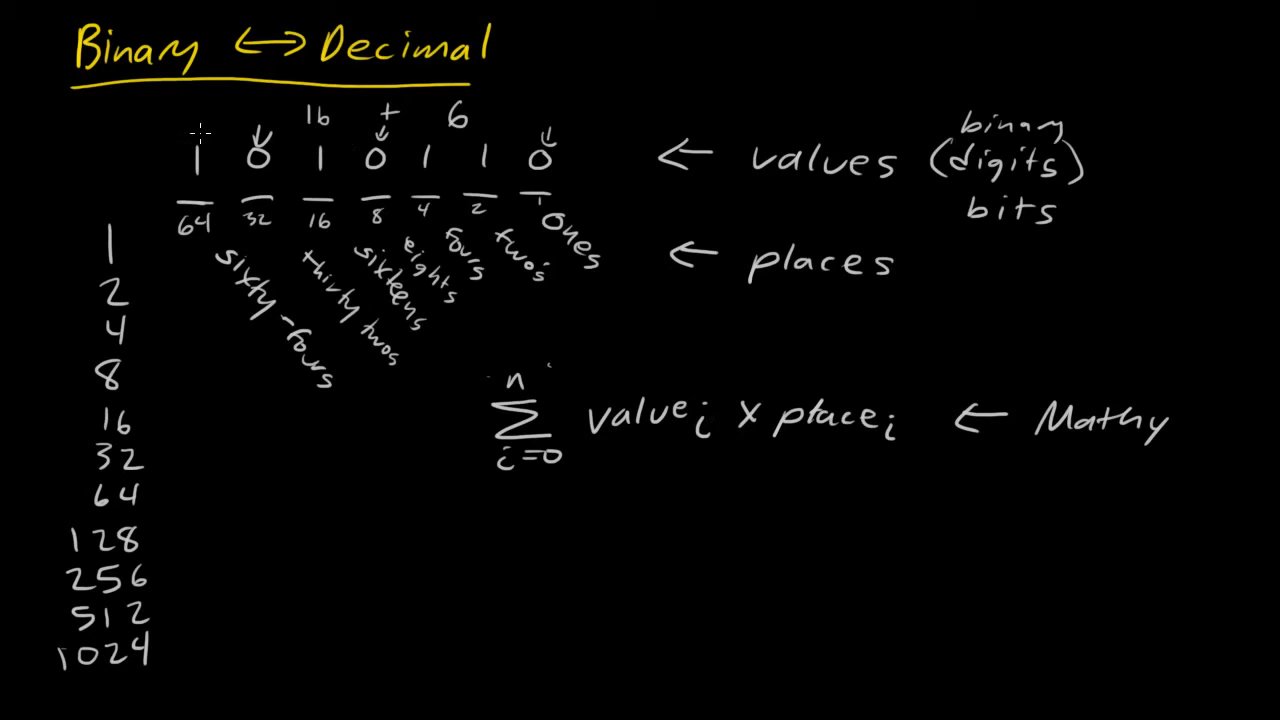 Binary ↔ Decimal
16 + 6
1 0 1 0 1 1 0 ← values (digits)
binary
bits
64 32 16 8 4 2 1
sixty-fours thirty twos sixteens eights fours twos ones
← places
1
2
4
8
16
32
64
128
256
512
1024
n
∑ valueᵢ x placeᵢ ← Mathy
i=0